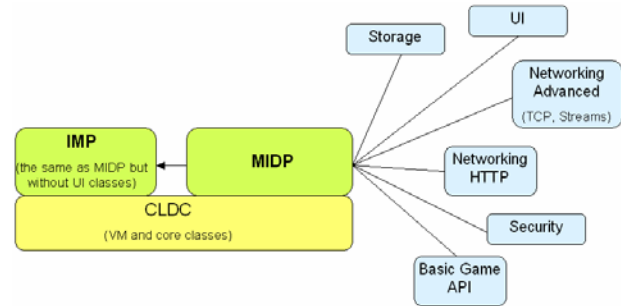 UI
Storage
Networking
Advanced
(TCP, Streams)
IMP
(the same as MIDP but
without UI classes)
MIDP
Networking
HTTP
CLDC
(VM and core classes)
Security
Basic Game
API